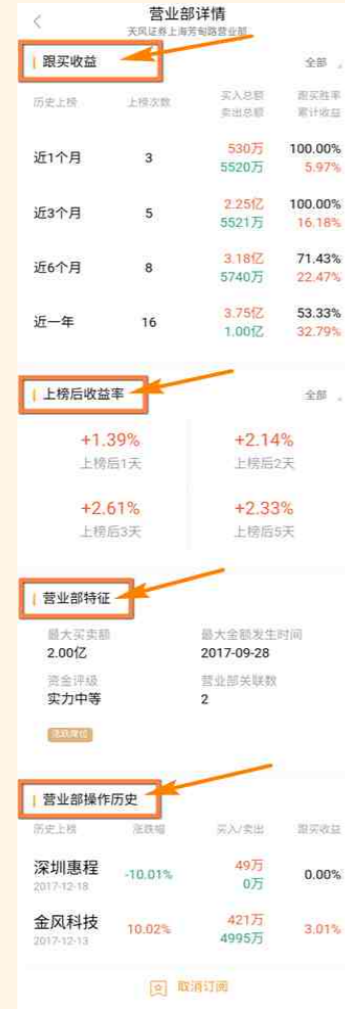 营业部详情
天风证券上海芳甸路营业部
跟买收益
全部
历史上榜 上榜次数 买入总额 跟买胜率
卖出总额 累计收益
近1个月 3 530万 100.00%
5520万 5.97%
近3个月 5 2.25亿 100.00%
5521万 16.18%
近6个月 8 3.18亿 71.43%
5740万 22.47%
近一年 16 3.75亿 53.33%
1.00亿 32.79%
上榜后收益率
全部
+1.39% +2.14%
上榜后1天 上榜后2天
+2.61% +2.33%
上榜后3天 上榜后5天
营业部特征
最大买卖额 最大金额发生时间
2.00亿 2017-09-28
资金评级 营业部关联数
实力中等 2
活跃席位
营业部操作历史
历史上榜 涨跌幅 买入/卖出 跟买收益
深圳惠程 -10.01% 49万 0.00%
2017-12-18 0万
金风科技 10.02% 421万 3.01%
2017-12-13 4995万
取消订阅